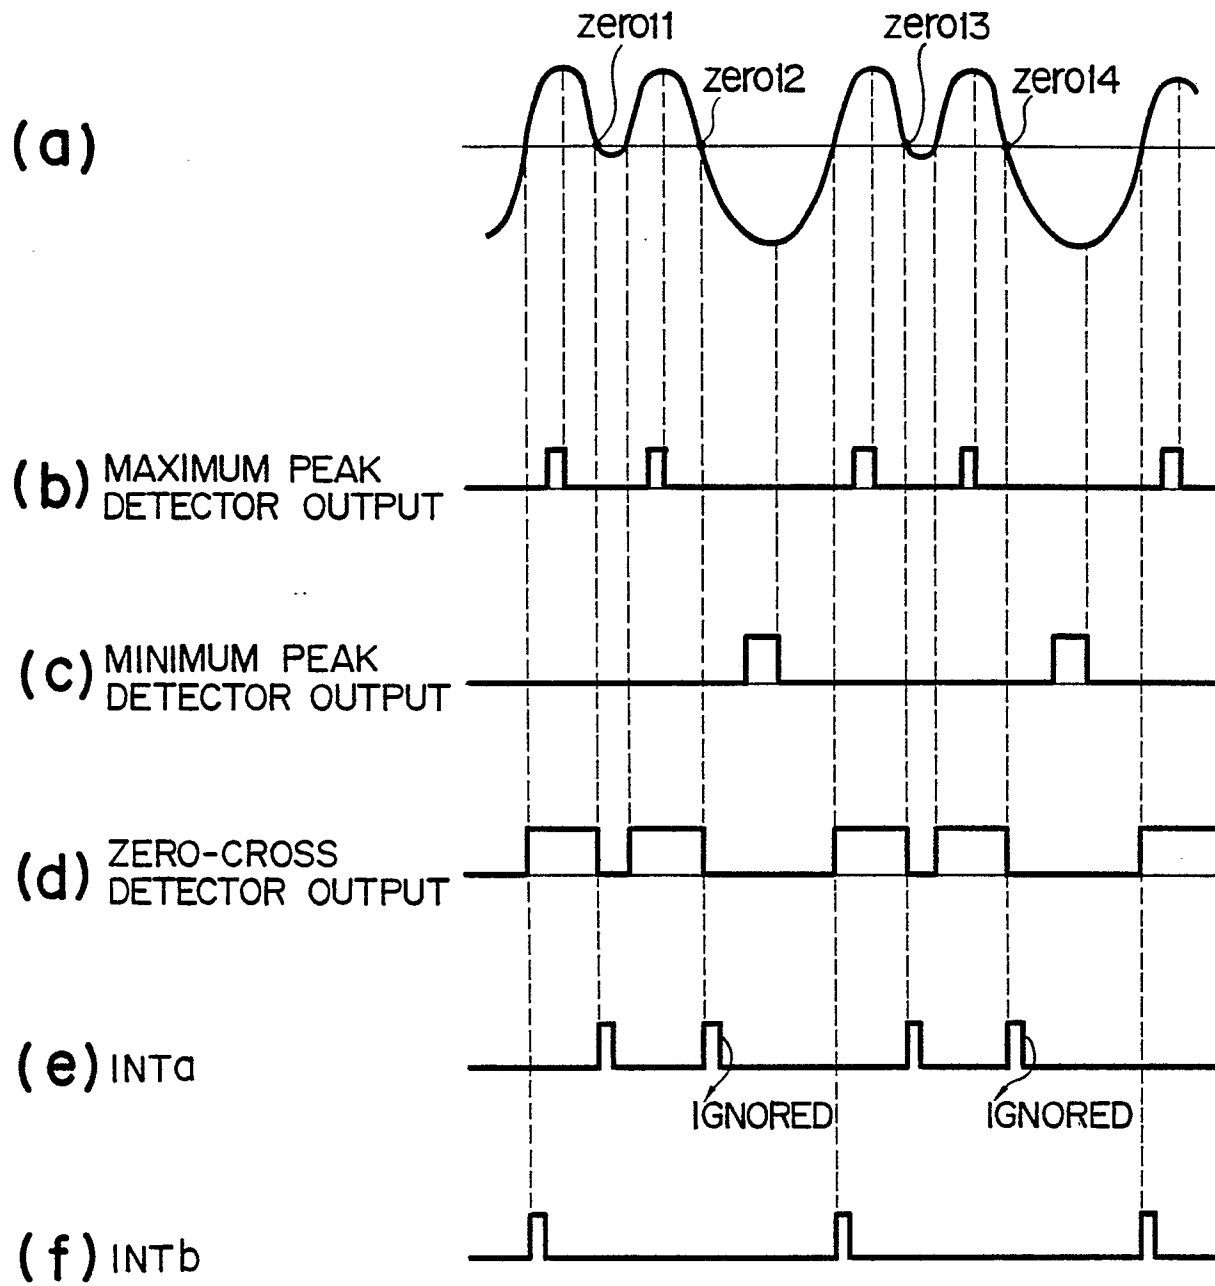 zero11
zero13
zero12
zero14
(a)
(b) MAXIMUM PEAK
DETECTOR OUTPUT
(c) MINIMUM PEAK
DETECTOR OUTPUT
(d) ZERO-CROSS
DETECTOR OUTPUT
(e) INTa
IGNORED
IGNORED
(f) INTb